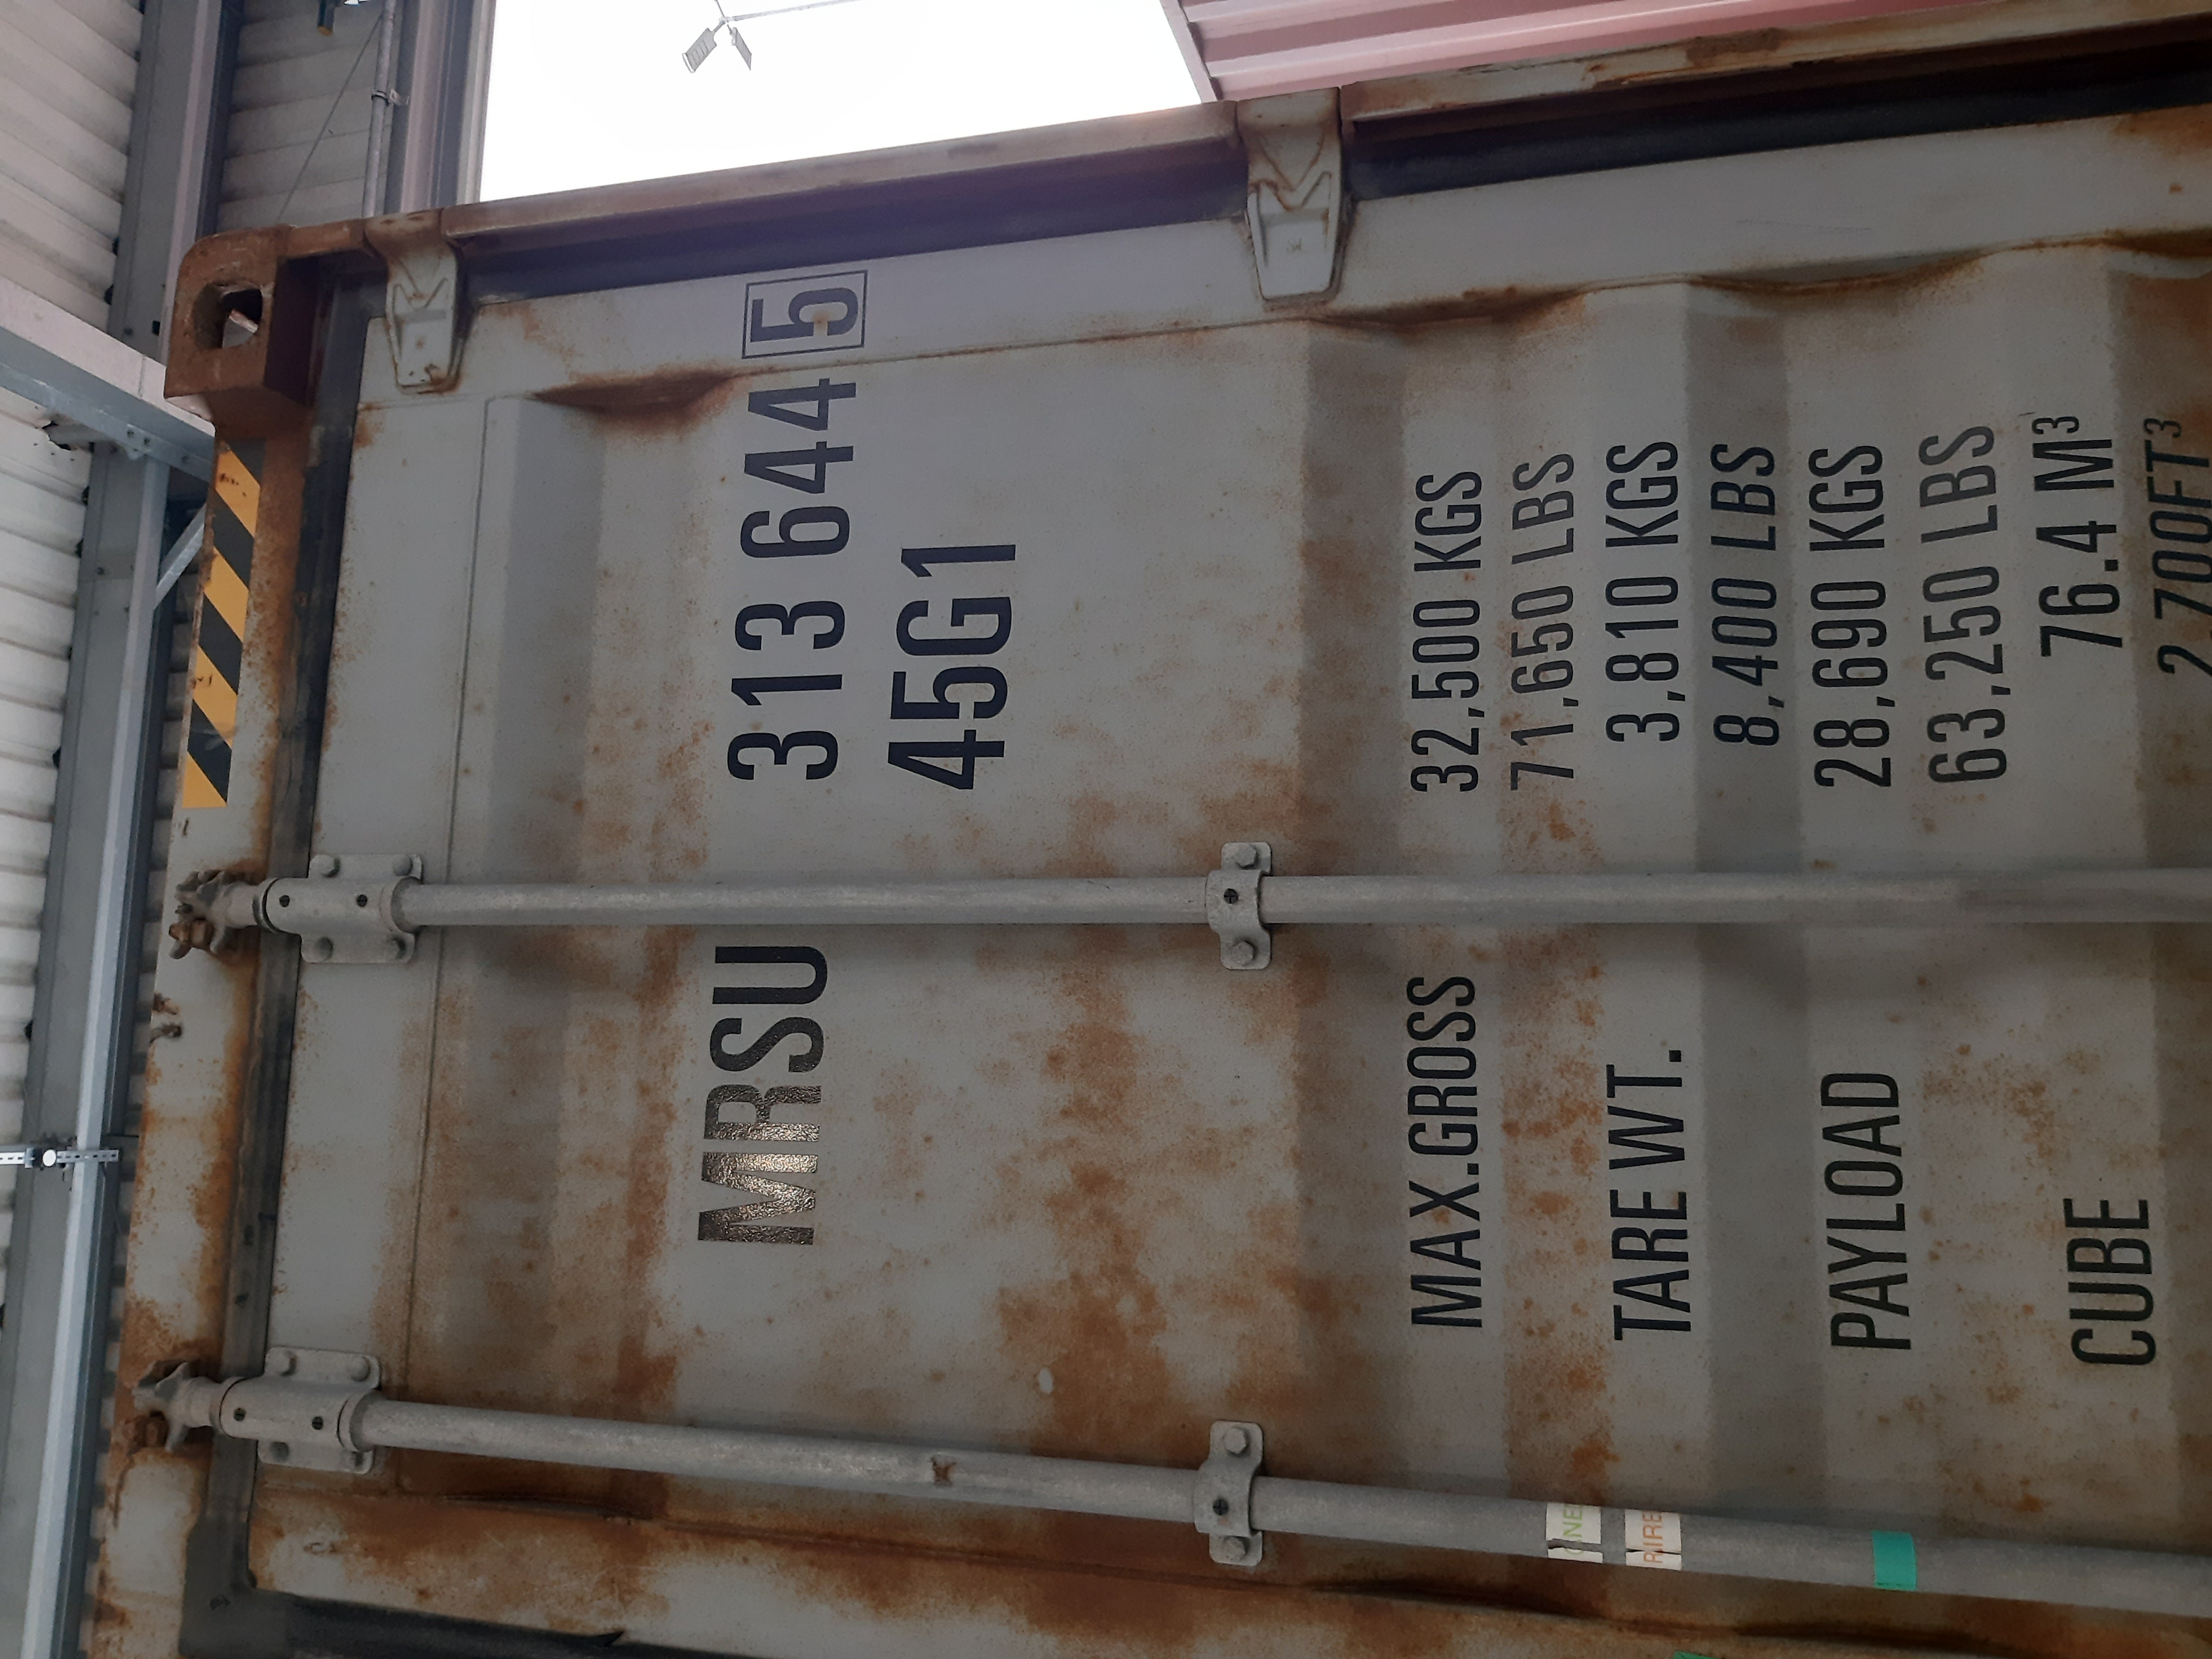 MRSU 313 644 5
45G1
MAX.GROSS 32,500 KGS
71,650 LBS
TARE WT. 3,810 KGS
8,400 LBS
PAYLOAD 28,690 KGS
63,250 LBS
CUBE 76.4 M³
2,700FT³